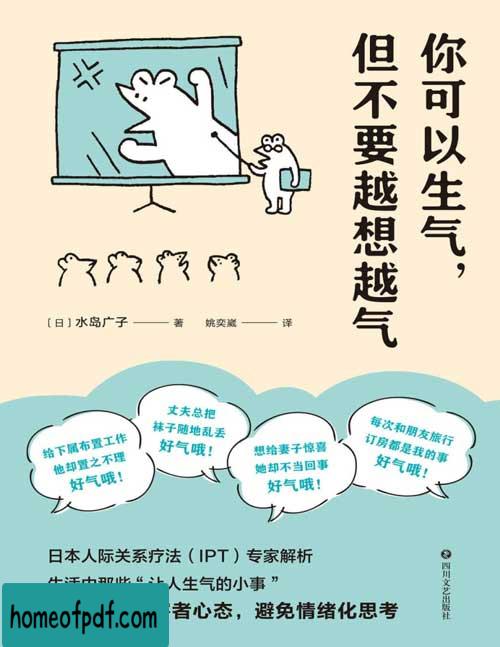 你可以生气，
但不要越想越气
［日］水岛广子 —— 著 姚奕崴 —— 译
给下属布置工作
他却置之不理
好气哦！
丈夫总把
袜子随地乱丢
好气哦！
想给妻子惊喜
她却不当回事
好气哦！
每次和朋友旅行
订房都是我的事
好气哦！
日本人际关系疗法（IPT）专家解析
生活中那些“让人生气的小事”
者心态，避免情绪化思考
四川文艺出版社
homeofpdf.com